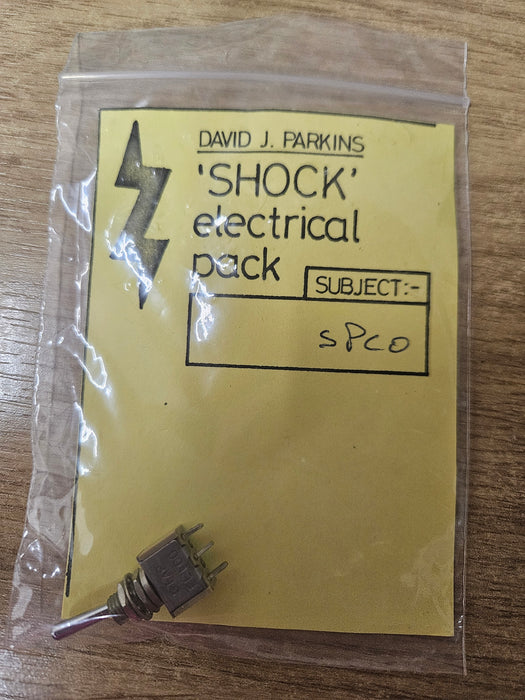 DAVID J. PARKINS
'SHOCK'
electrical
pack
SUBJECT:-
SPCO